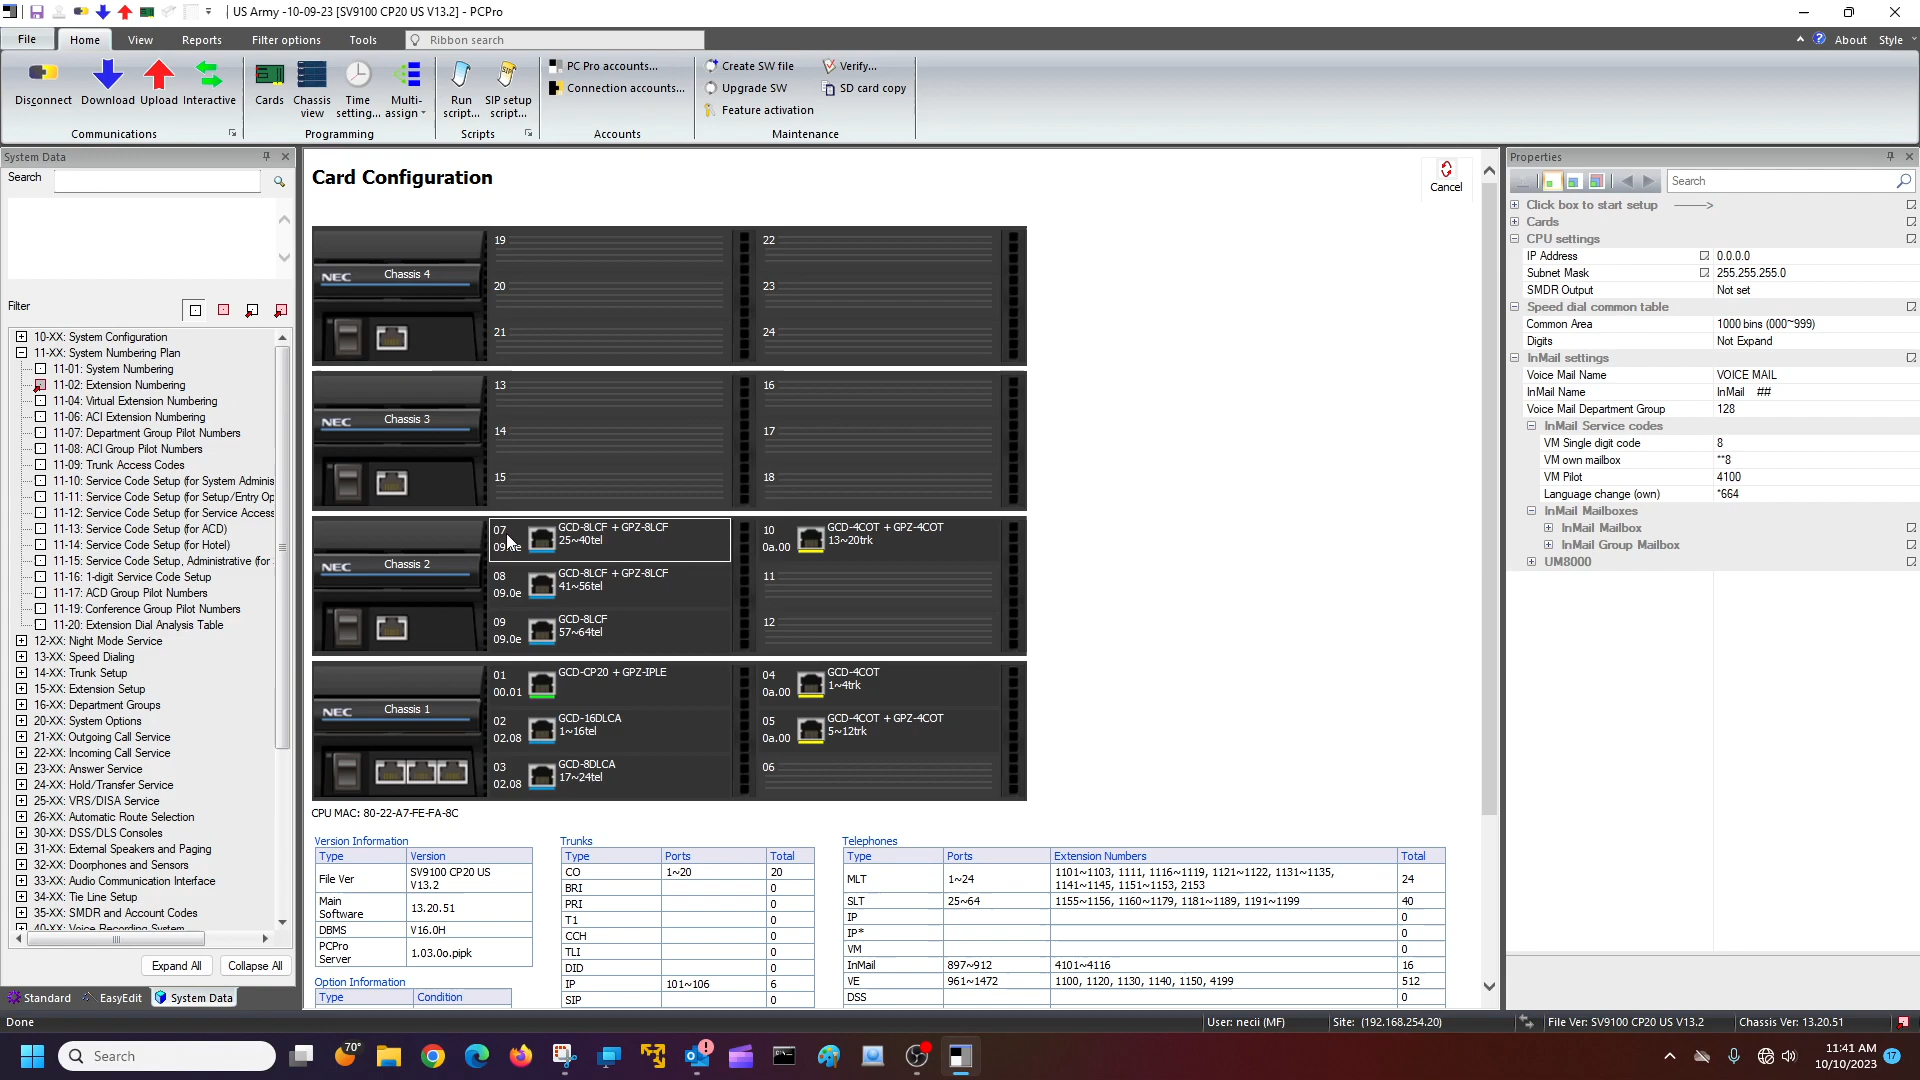 US Army -10-09-23 [SV9100 CP20 US V13.2] - PCPro
File Home View Reports Filter options Tools Ribbon search About Style
Disconnect Download Upload Interactive
Communications
Cards Chassis view Time setting... Multi-assign
Programming
Run script... SIP setup script...
Scripts
PC Pro accounts...
Connection accounts...
Accounts
Create SW file Verify...
Upgrade SW SD card copy
Feature activation
Maintenance
System Data
Search
Filter
10-XX: System Configuration
11-XX: System Numbering Plan
11-01: System Numbering
11-02: Extension Numbering
11-04: Virtual Extension Numbering
11-06: ACI Extension Numbering
11-07: Department Group Pilot Numbers
11-08: ACI Group Pilot Numbers
11-09: Trunk Access Codes
11-10: Service Code Setup (for System Adminis
11-11: Service Code Setup (for Setup/Entry Op
11-12: Service Code Setup (for Service Access
11-13: Service Code Setup (for ACD)
11-14: Service Code Setup (for Hotel)
11-15: Service Code Setup, Administrative (for
11-16: 1-digit Service Code Setup
11-17: ACD Group Pilot Numbers
11-19: Conference Group Pilot Numbers
11-20: Extension Dial Analysis Table
12-XX: Night Mode Service
13-XX: Speed Dialing
14-XX: Trunk Setup
15-XX: Extension Setup
16-XX: Department Groups
20-XX: System Options
21-XX: Outgoing Call Service
22-XX: Incoming Call Service
23-XX: Answer Service
24-XX: Hold/Transfer Service
25-XX: VRS/DISA Service
26-XX: Automatic Route Selection
30-XX: DSS/DLS Consoles
31-XX: External Speakers and Paging
32-XX: Doorphones and Sensors
33-XX: Audio Communication Interface
34-XX: Tie Line Setup
35-XX: SMDR and Account Codes
40-XX: Voice Recording System
Expand All Collapse All
Standard EasyEdit System Data
Card Configuration
Cancel
NEC Chassis 4
19 22
20 23
21 24
NEC Chassis 3
13 16
14 17
15 18
NEC Chassis 2
07 GCD-8LCF + GPZ-8LCF
09.0e 25~40tel
08 GCD-8LCF + GPZ-8LCF
09.0e 41~56tel
09 GCD-8LCF
09.0e 57~64tel
10 GCD-4COT + GPZ-4COT
0a.00 13~20trk
11
12
NEC Chassis 1
01 GCD-CP20 + GPZ-IPLE
00.01
02 GCD-16DLCA
02.08 1~16tel
03 GCD-8DLCA
02.08 17~24tel
04 GCD-4COT
0a.00 1~4trk
05 GCD-4COT + GPZ-4COT
0a.00 5~12trk
06
CPU MAC: 80-22-A7-FE-FA-8C
Version Information
Type Version
File Ver SV9100 CP20 US V13.2
Main Software 13.20.51
DBMS V16.0H
PCPro Server 1.03.0o.pipk
Option Information
Type Condition
Trunks
Type Ports Total
CO 1~20 20
BRI 0
PRI 0
T1 0
CCH 0
TLI 0
DID 0
IP 101~106 6
SIP 0
Telephones
Type Ports Extension Numbers Total
MLT 1~24 1101~1103, 1111, 1116~1119, 1121~1122, 1131~1135, 1141~1145, 1151~1153, 2153 24
SLT 25~64 1155~1156, 1160~1179, 1181~1189, 1191~1199 40
IP 0
IP* 0
VM 0
InMail 897~912 4101~4116 16
VE 961~1472 1100, 1120, 1130, 1140, 1150, 4199 512
DSS 0
Properties
Search
Click box to start setup ----->
Cards
CPU settings
IP Address 0.0.0.0
Subnet Mask 255.255.255.0
SMDR Output Not set
Speed dial common table
Common Area 1000 bins (000~999)
Digits Not Expand
InMail settings
Voice Mail Name VOICE MAIL
InMail Name InMail ##
Voice Mail Department Group 128
InMail Service codes
VM Single digit code 8
VM own mailbox **8
VM Pilot 4100
Language change (own) *664
InMail Mailboxes
InMail Mailbox
InMail Group Mailbox
UM8000
Done User: necii (MF) Site: (192.168.254.20) File Ver: SV9100 CP20 US V13.2 Chassis Ver: 13.20.51
Search 70° 11:41 AM
10/10/2023 17